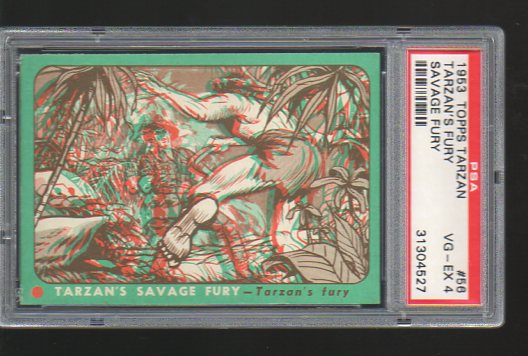 TARZAN'S SAVAGE FURY — Tarzan's fury
1953 TOPPS TARZAN #56
TARZAN'S FURY VG-EX 4
SAVAGE FURY 31304527
PSA